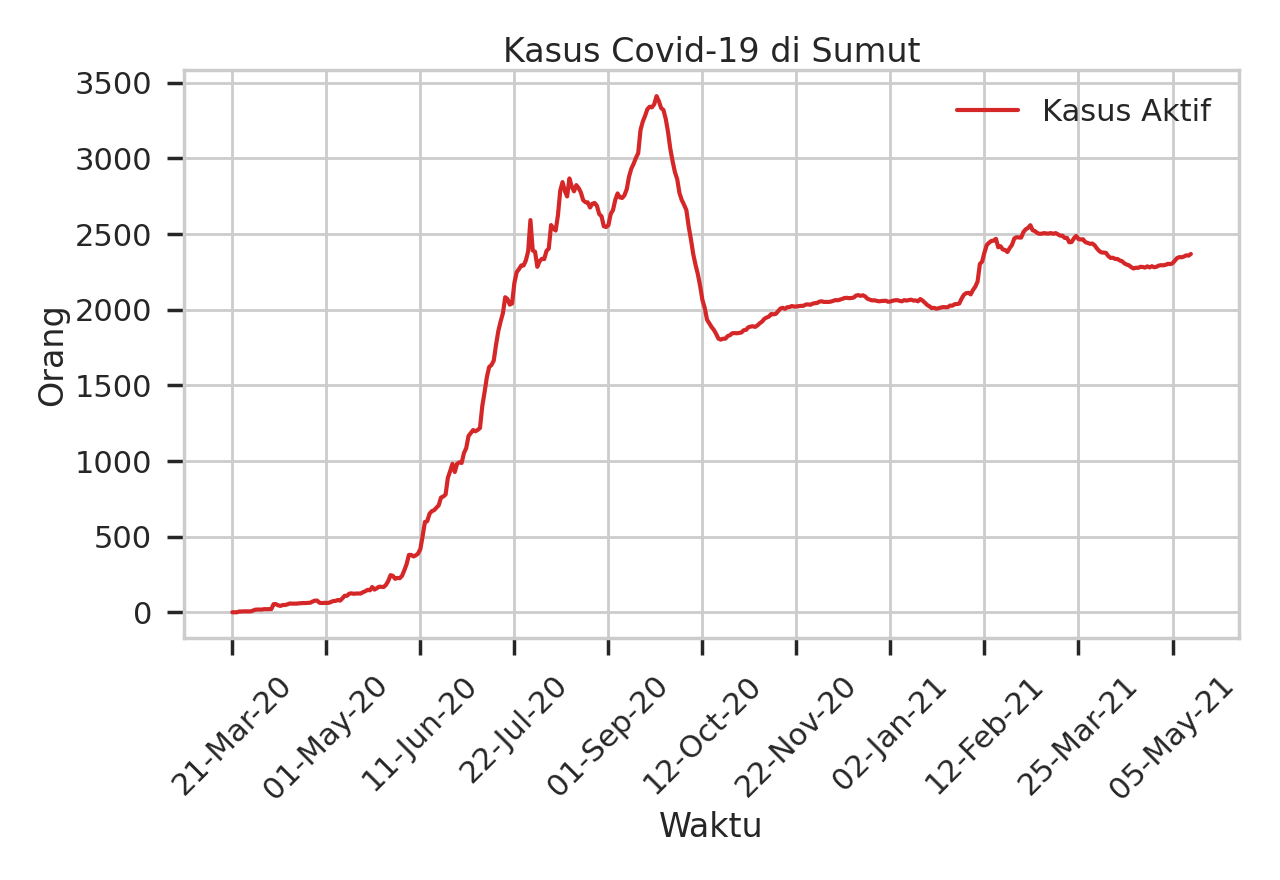 Kasus Covid-19 di Sumut
3500
3000
2500
2000
1500
1000
500
0
Orang
Kasus Aktif
21-Mar-20
01-May-20
11-Jun-20
22-Jul-20
01-Sep-20
12-Oct-20
22-Nov-20
02-Jan-21
12-Feb-21
25-Mar-21
05-May-21
Waktu